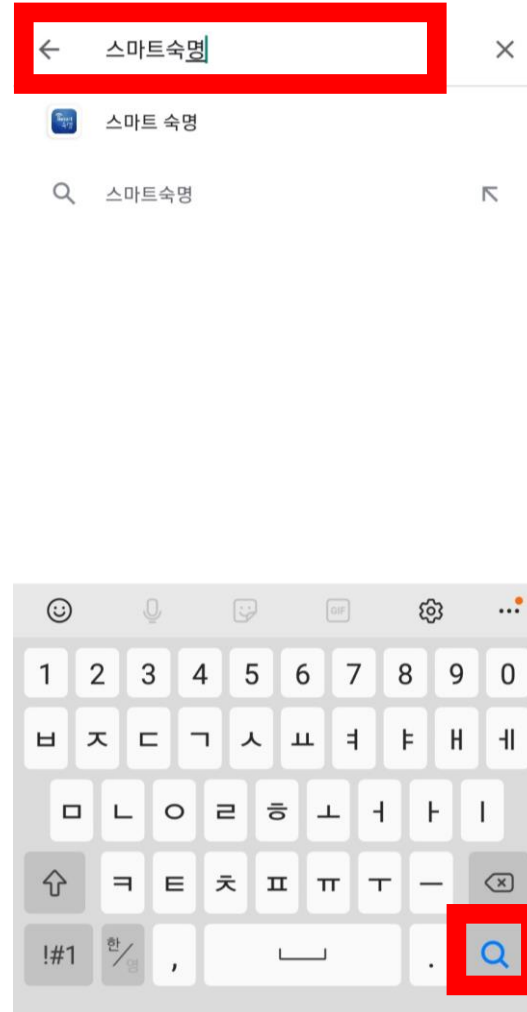 스마트숙명
스마트 숙명
스마트숙명
GIF
1 2 3 4 5 6 7 8 9 0
ㅂ ㅈ ㄷ ㄱ ㅅ ㅛ ㅕ ㅑ ㅐ ㅔ
ㅁ ㄴ ㅇ ㄹ ㅎ ㅗ ㅓ ㅏ ㅣ
ㅋ ㅌ ㅊ ㅍ ㅠ ㅜ ㅡ
!#1 한/영 , .